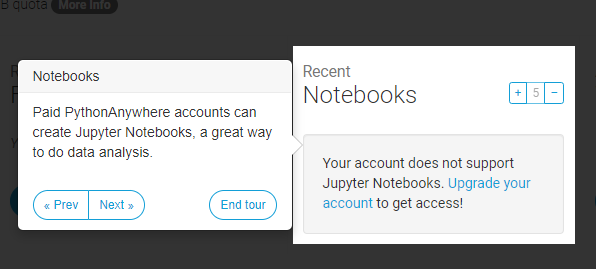 B quota More Info
Notebooks
Paid PythonAnywhere accounts can
create Jupyter Notebooks, a great way
to do data analysis.
« Prev Next » End tour
Recent
Notebooks
+ 5 −
Your account does not support
Jupyter Notebooks. Upgrade your
account to get access!